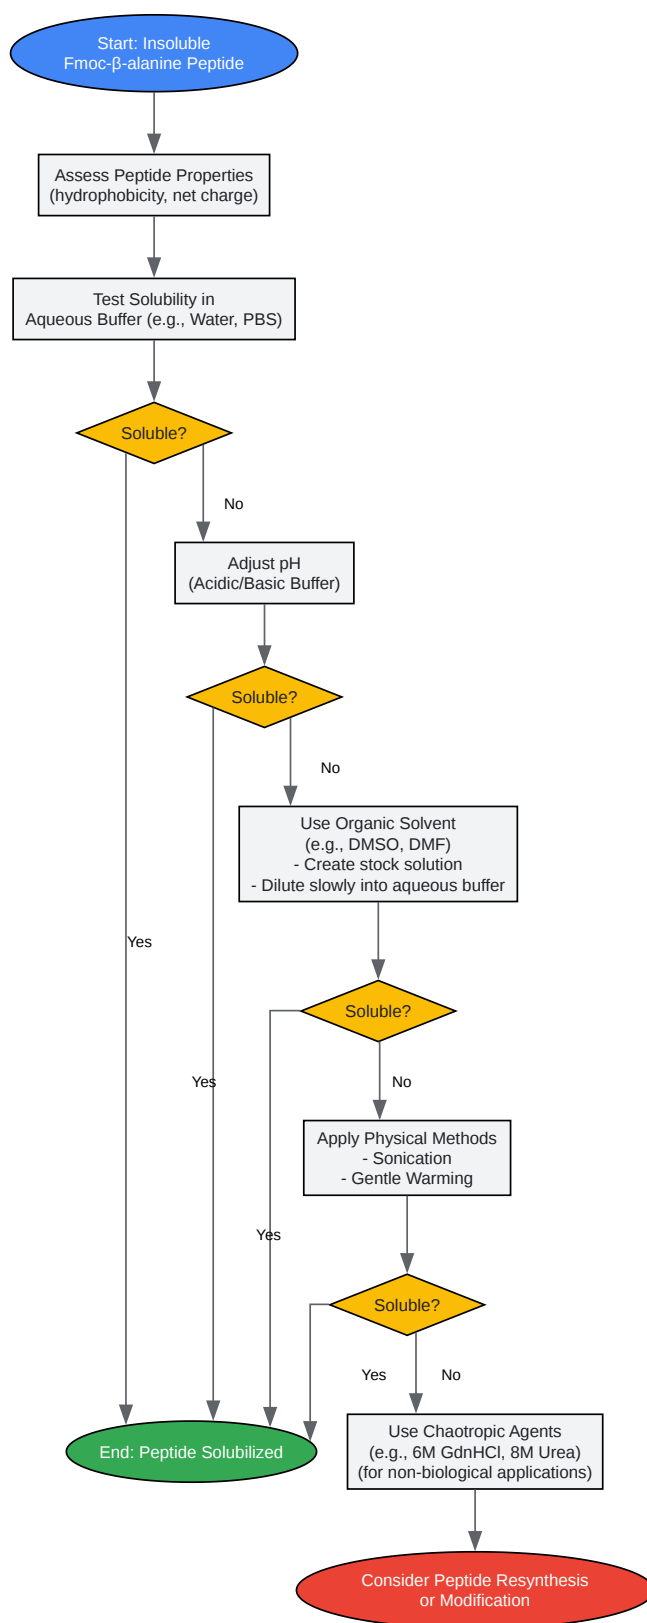 Start: Insoluble
Fmoc-β-alanine Peptide
Assess Peptide Properties
(hydrophobicity, net charge)
Test Solubility in
Aqueous Buffer (e.g., Water, PBS)
Soluble?
No
Adjust pH
(Acidic/Basic Buffer)
Soluble?
No
Use Organic Solvent
(e.g., DMSO, DMF)
- Create stock solution
- Dilute slowly into aqueous buffer
Yes
Soluble?
Yes
No
Apply Physical Methods
- Sonication
- Gentle Warming
Yes
Soluble?
Yes
No
Use Chaotropic Agents
(e.g., 6M GdnHCl, 8M Urea)
(for non-biological applications)
End: Peptide Solubilized
Consider Peptide Resynthesis
or Modification